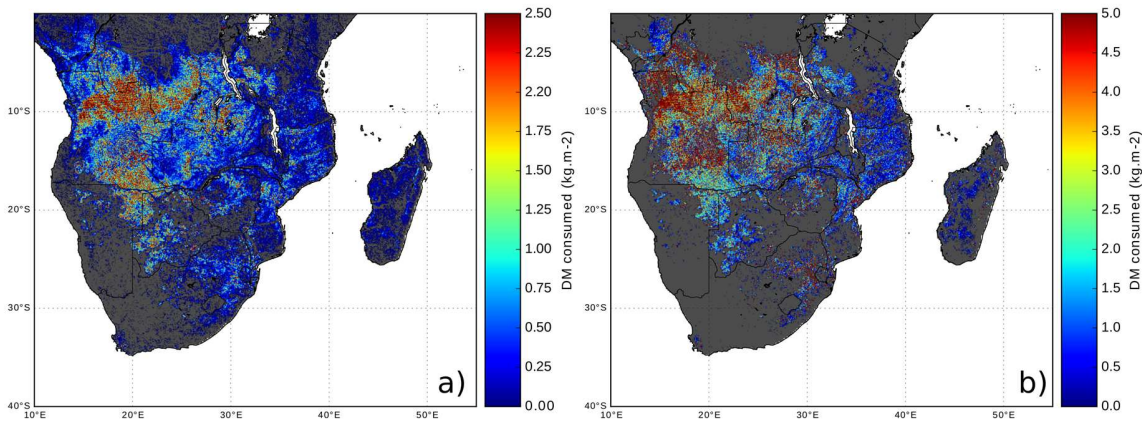 2.50
2.25
2.00
1.75
1.50
1.25
1.00
0.75
0.50
0.25
0.00
DM consumed (kg.m-2)
10°S
20°S
30°S
40°S
10°E
20°E
30°E
40°E
50°E
a)
5.0
4.5
4.0
3.5
3.0
2.5
2.0
1.5
1.0
0.5
0.0
DM consumed (kg.m-2)
10°S
20°S
30°S
40°S
10°E
20°E
30°E
40°E
50°E
b)